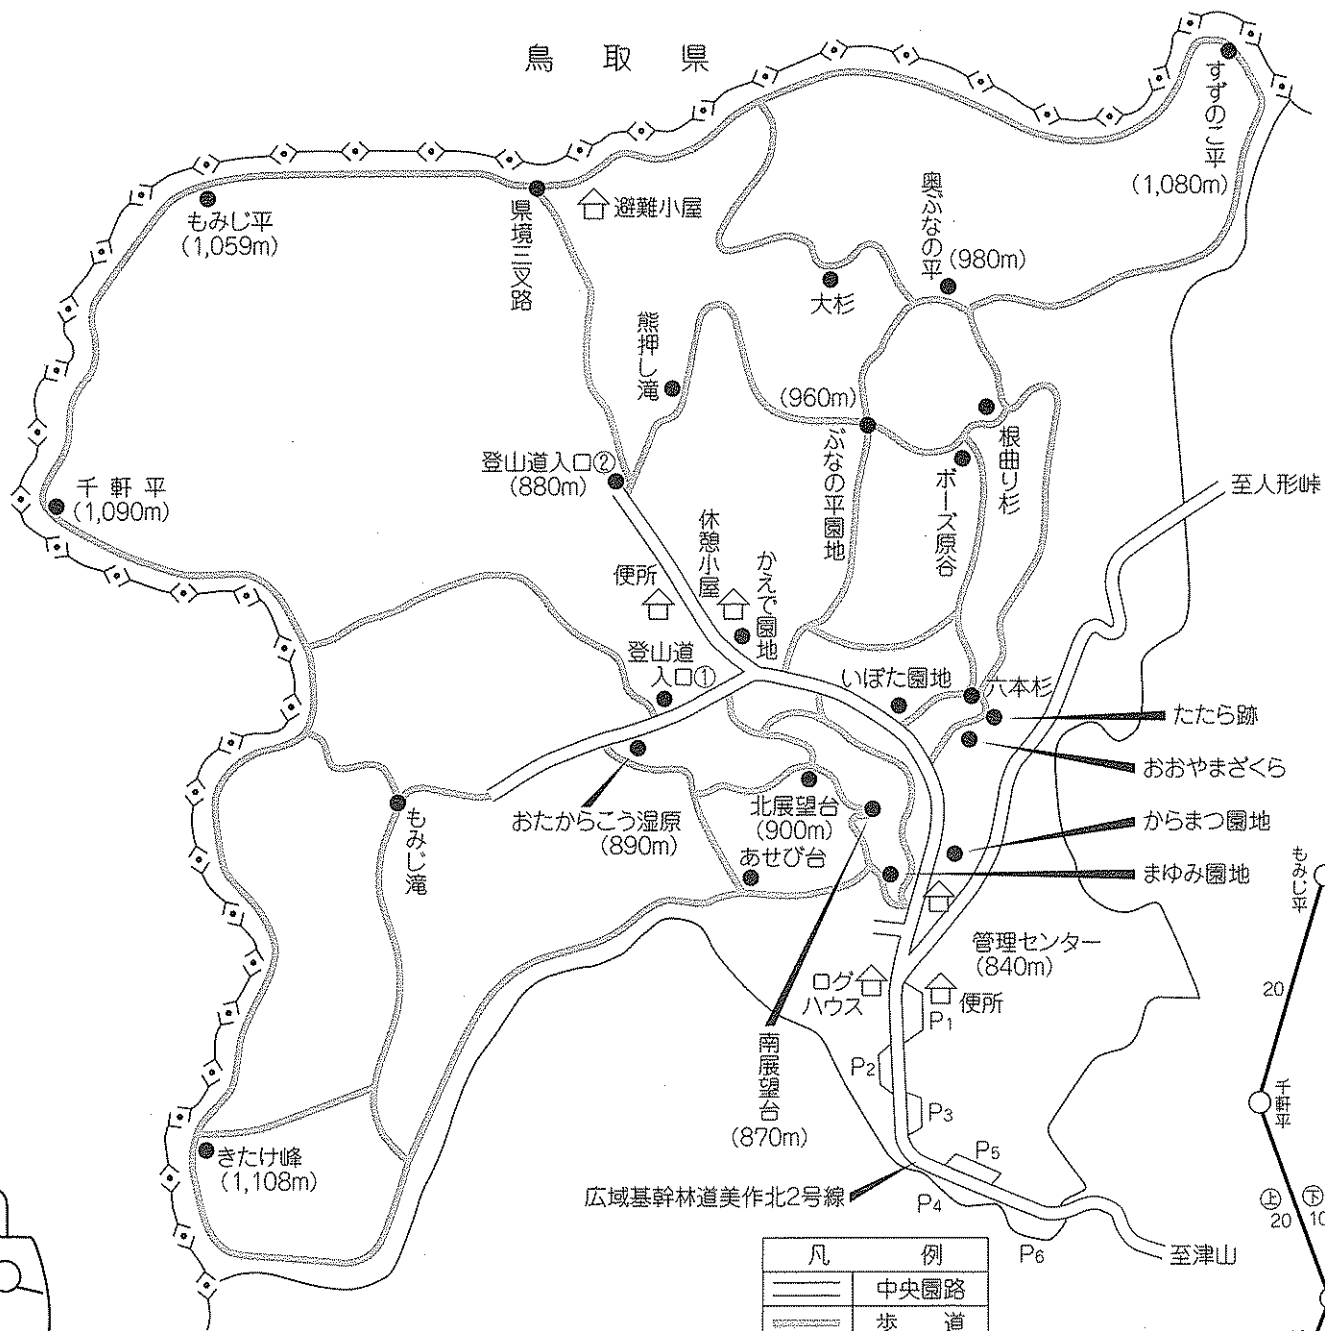 鳥取県
すずのこ平
(1,080m)
もみじ平
(1,059m)
県境三叉路
避難小屋
奥ぶなの平
(980m)
大杉
熊押し滝
(960m)
ぶなの平園地
根曲り杉
ボーズ原谷
登山道入口②
(880m)
千軒平
(1,090m)
至人形峠
休憩小屋
便所
かえで園地
登山道
入口①
いぼた園地
六本杉
たたら跡
おおやまざくら
からまつ園地
まゆみ園地
おたからこう湿原
(890m)
北展望台
(900m)
あせび台
もみじ滝
管理センター
(840m)
ログ
ハウス
便所
P1
P2
P3
P5
P4
P6
南展望台
(870m)
きたけ峰
(1,108m)
広域基幹林道美作北2号線
至津山
凡例
中央園路
歩道
もみじ平
20
千軒平
上
20
下